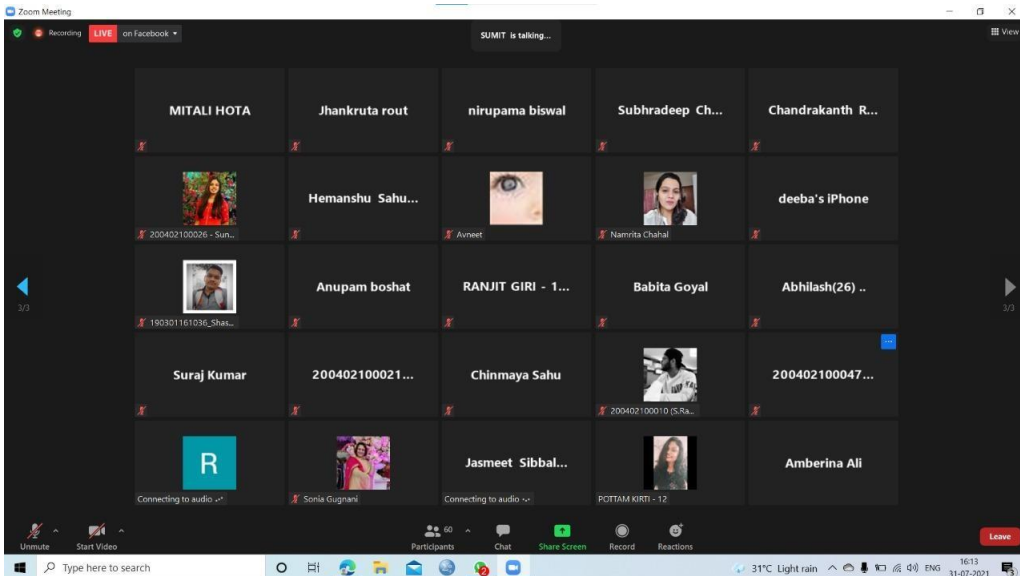 Zoom Meeting
Recording LIVE on Facebook
SUMIT is talking...
View
MITALI HOTA
Jhankruta rout
nirupama biswal
Subhradeep Ch...
Chandrakanth R...
200402100026 - Sun...
Hemanshu Sahu...
Avneet
Namrita Chahal
deeba's iPhone
3/3
190301161036_Shas...
Anupam boshat
RANJIT GIRI - 1...
Babita Goyal
Abhilash(26) ..
3/3
Suraj Kumar
200402100021...
Chinmaya Sahu
200402100010 (S.Ra...
200402100047...
R
Connecting to audio
Sonia Gugnani
Jasmeet Sibbal...
Connecting to audio
POTTAM KIRTI - 12
Amberina Ali
Unmute
Start Video
60
Participants
Chat
Share Screen
Record
Reactions
Leave
Type here to search
31°C Light rain
ENG
16:13
31-07-2021